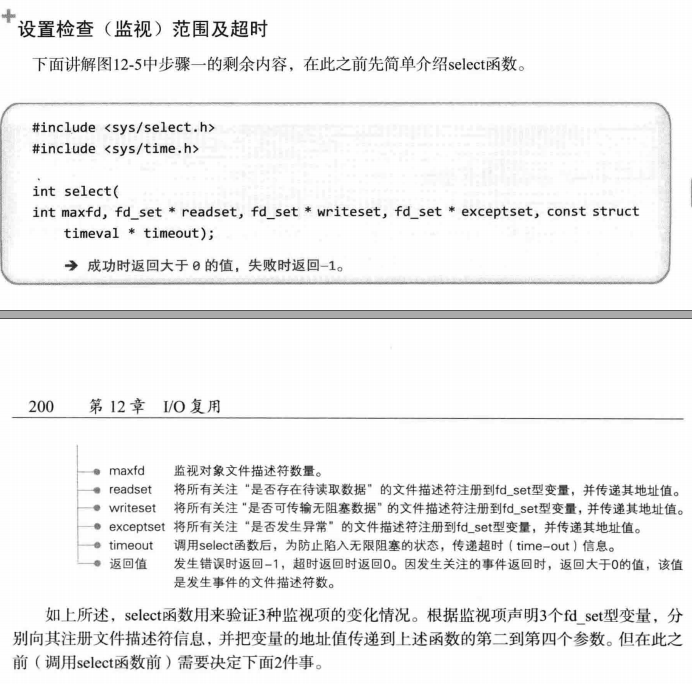 设置检查（监视）范围及超时
下面讲解图12-5中步骤一的剩余内容，在此之前先简单介绍select函数。
#include <sys/select.h>
#include <sys/time.h>
int select(
int maxfd, fd_set * readset, fd_set * writeset, fd_set * exceptset, const struct
timeval * timeout);
➔ 成功时返回大于 0 的值，失败时返回–1。
200 第 12 章 I/O 复用
maxfd 监视对象文件描述符数量。
readset 将所有关注“是否存在待读取数据”的文件描述符注册到fd_set型变量，并传递其地址值。
writeset 将所有关注“是否可传输无阻塞数据”的文件描述符注册到fd_set型变量，并传递其地址值。
exceptset 将所有关注“是否发生异常”的文件描述符注册到fd_set型变量，并传递其地址值。
timeout 调用select函数后，为防止陷入无限阻塞的状态，传递超时（time-out）信息。
返回值 发生错误时返回–1，超时返回时返回0。因发生关注的事件返回时，返回大于0的值，该值
是发生事件的文件描述符数。
如上所述，select函数用来验证3种监视项的变化情况。根据监视项声明3个fd_set型变量，分
别向其注册文件描述符信息，并把变量的地址值传递到上述函数的第二到第四个参数。但在此之
前（调用select函数前）需要决定下面2件事。